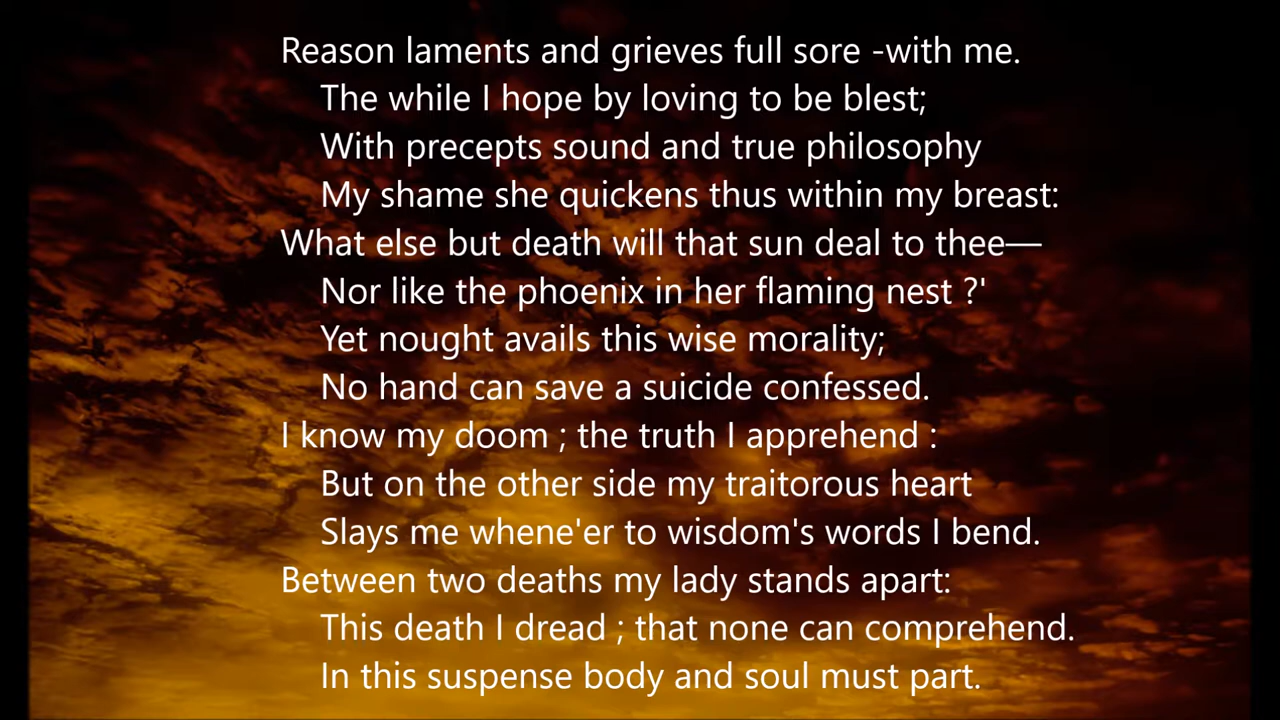 Reason laments and grieves full sore -with me.
The while I hope by loving to be blest;
With precepts sound and true philosophy
My shame she quickens thus within my breast:
What else but death will that sun deal to thee—
Nor like the phoenix in her flaming nest ?'
Yet nought avails this wise morality;
No hand can save a suicide confessed.
I know my doom ; the truth I apprehend :
But on the other side my traitorous heart
Slays me whene'er to wisdom's words I bend.
Between two deaths my lady stands apart:
This death I dread ; that none can comprehend.
In this suspense body and soul must part.